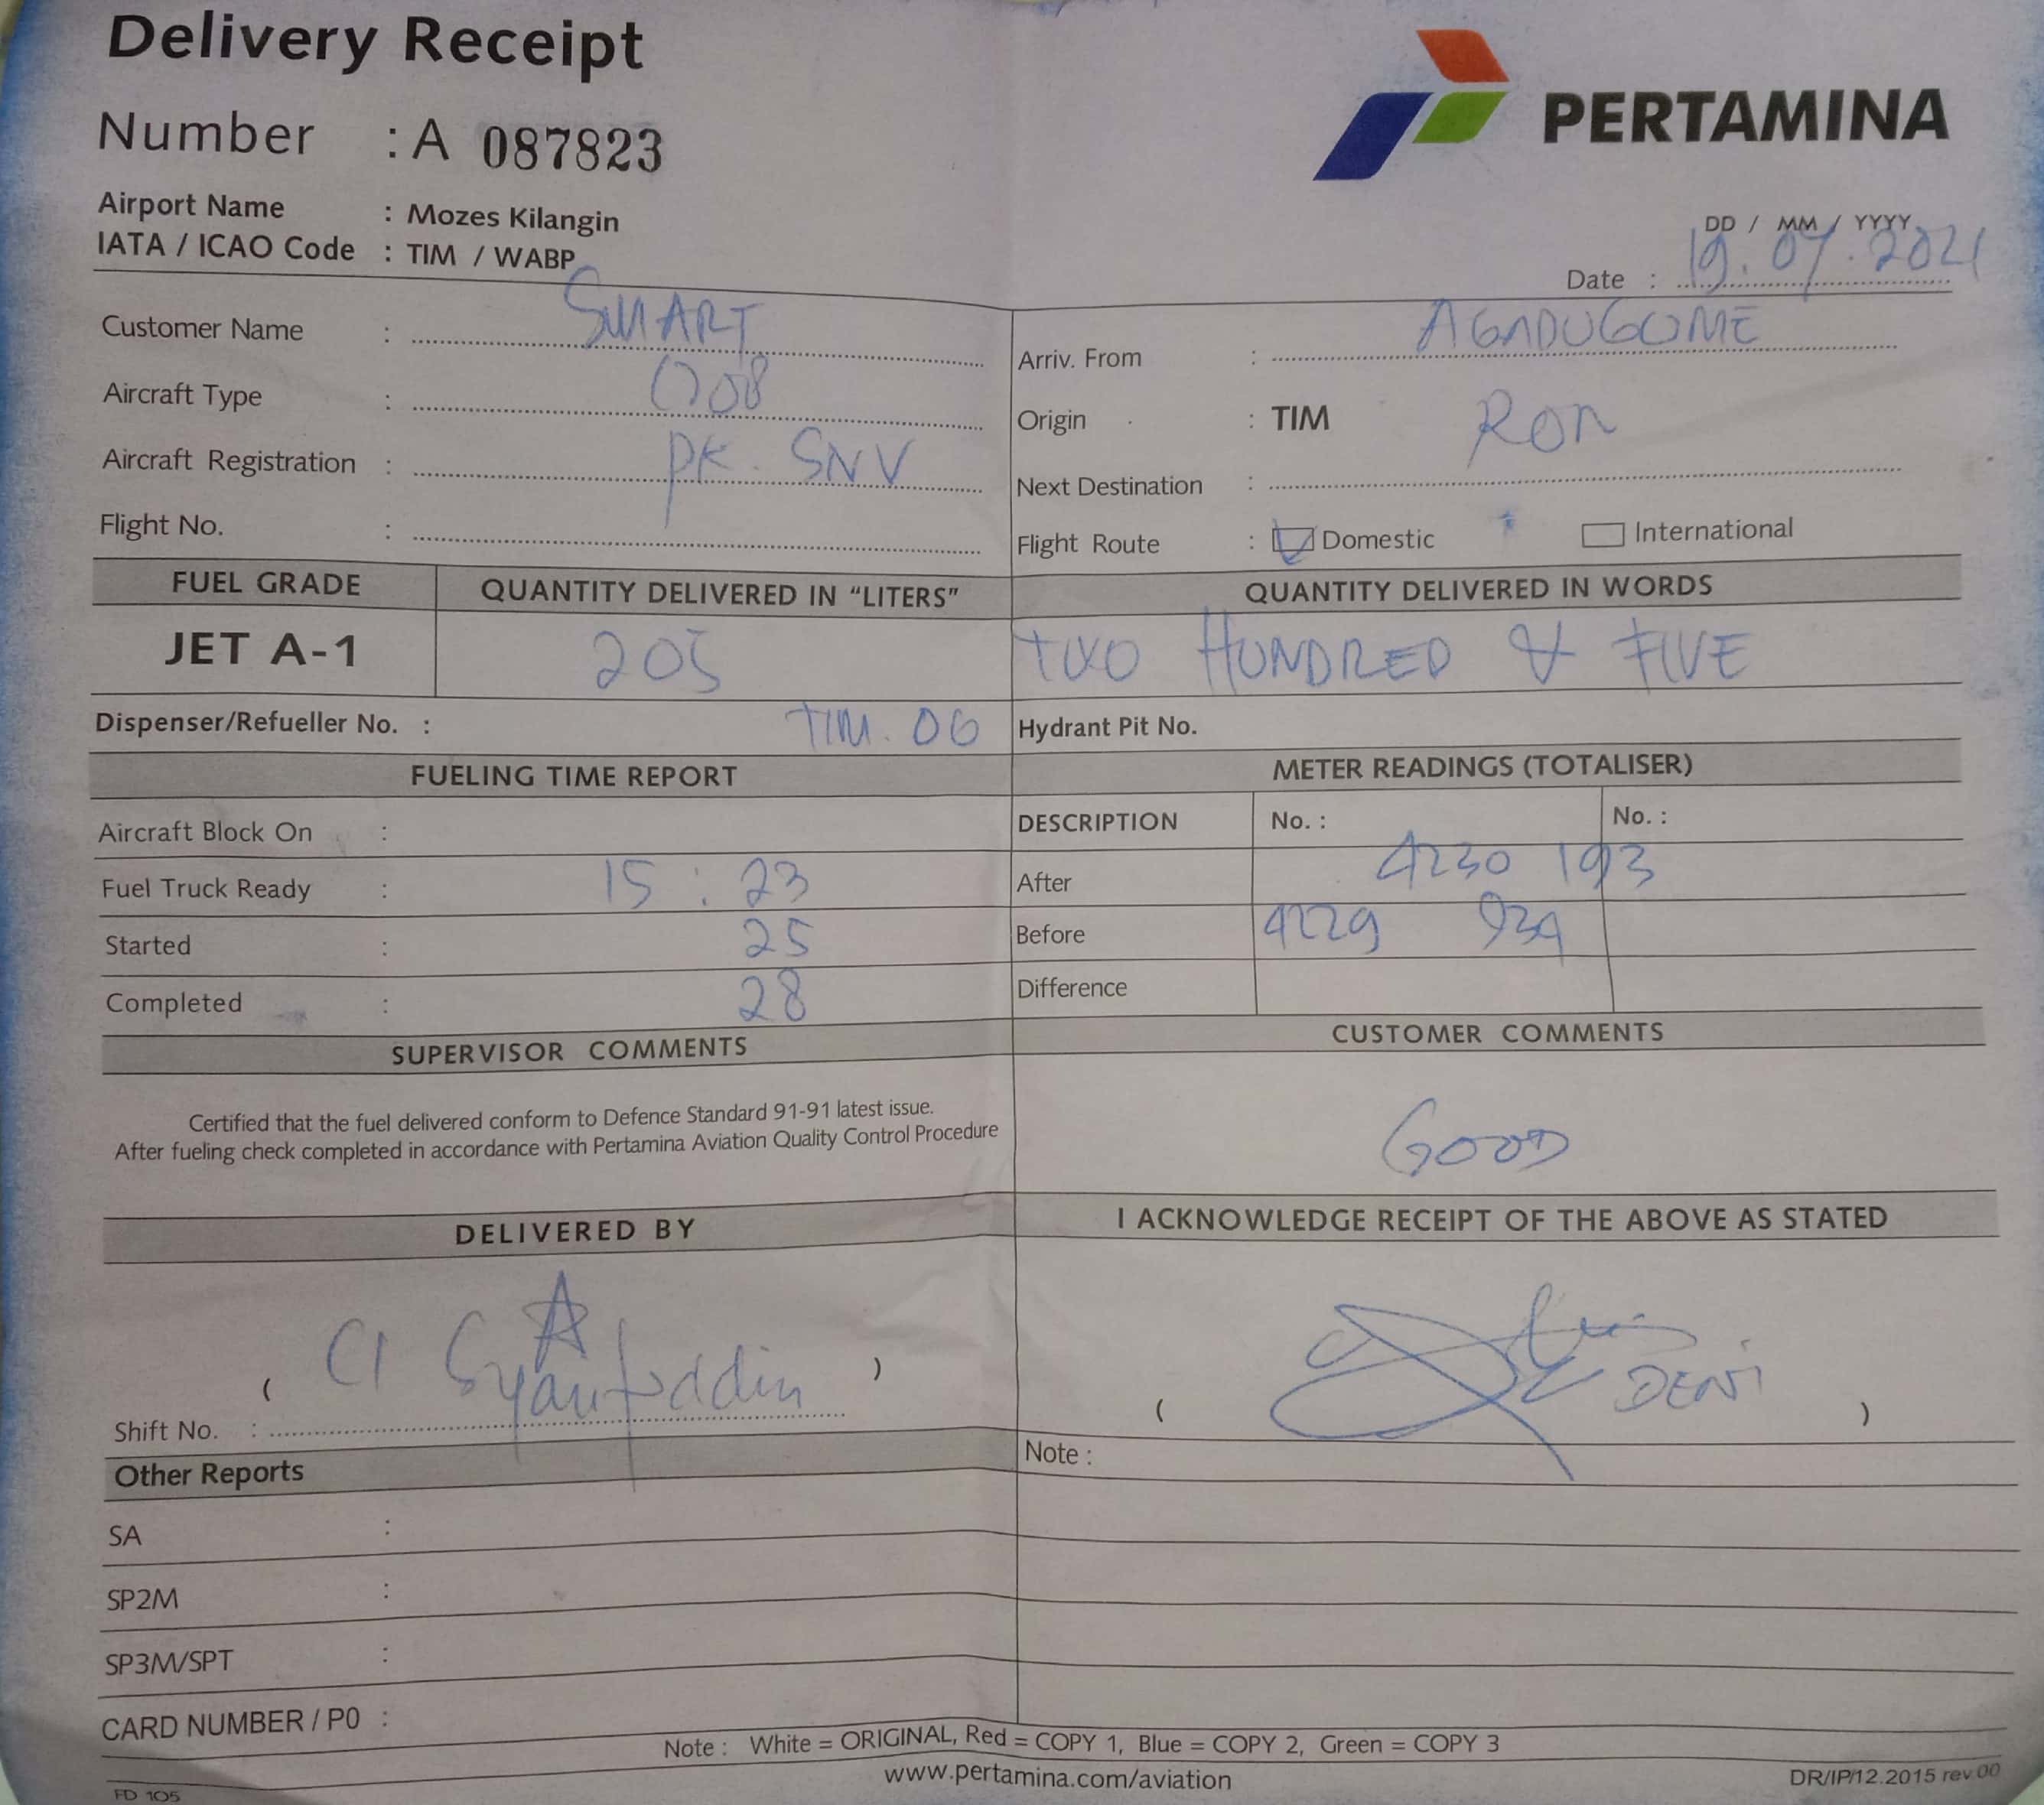 Delivery Receipt
PERTAMINA
Number : A 087823
Airport Name : Mozes Kilangin
IATA / ICAO Code : TIM / WABP
DD / MM / YYYY
Date : 19.07.2021
Customer Name : SMART
Aircraft Type : C208
Aircraft Registration : PK. SNV
Flight No. :
Arriv. From : AGADUGUME
Origin : TIM RON
Next Destination :
Flight Route : Domestic International
FUEL GRADE QUANTITY DELIVERED IN “LITERS” QUANTITY DELIVERED IN WORDS
JET A-1 205 TWO HUNDRED & FIVE
Dispenser/Refueller No. : TIM. 06 Hydrant Pit No.
FUELING TIME REPORT
Aircraft Block On :
Fuel Truck Ready : 15 : 23
Started : 25
Completed : 28
METER READINGS (TOTALISER)
DESCRIPTION No. : No. :
After 4230 193
Before 4229
Difference
SUPERVISOR COMMENTS
Certified that the fuel delivered conform to Defence Standard 91-91 latest issue.
After fueling check completed in accordance with Pertamina Aviation Quality Control Procedure
CUSTOMER COMMENTS
GOOD
DELIVERED BY
( C1 Syarifuddin )
Shift No. :
I ACKNOWLEDGE RECEIPT OF THE ABOVE AS STATED
( DENI )
Other Reports
SA :
SP2M :
SP3M/SPT :
CARD NUMBER / P0 :
Note :
Note : White = ORIGINAL, Red = COPY 1, Blue = COPY 2, Green = COPY 3
www.pertamina.com/aviation
FD 105
DR/IP/12.2015 rev.00